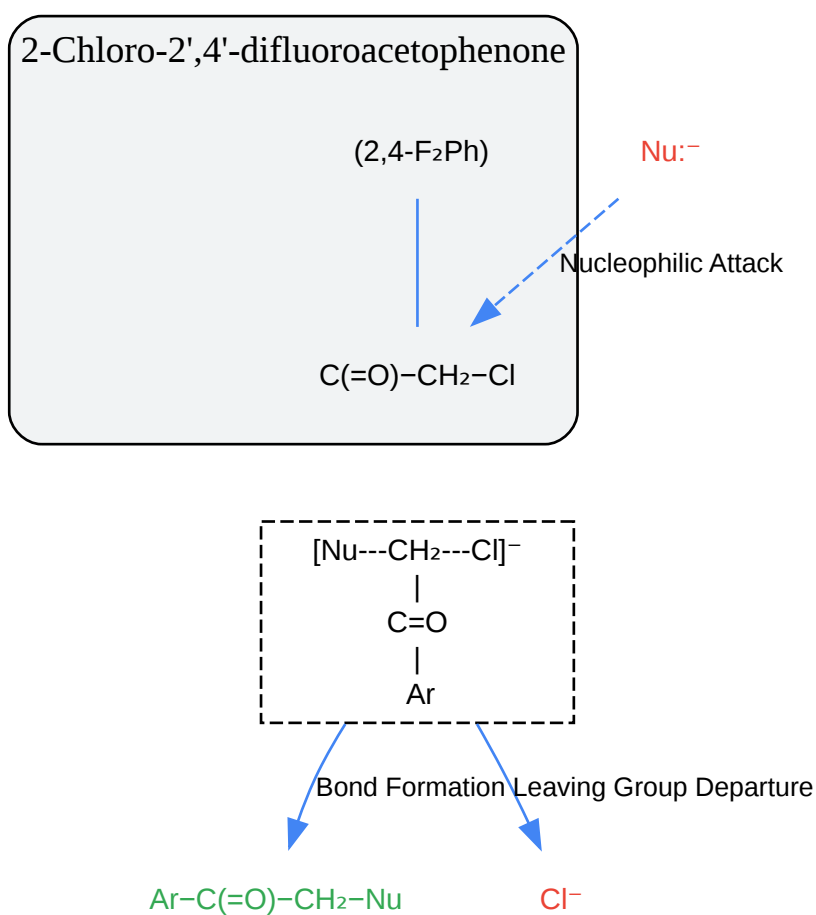 2-Chloro-2',4'-difluoroacetophenone
(2,4-F₂Ph)
Nu:⁻
Nucleophilic Attack
C(=O)−CH₂−Cl
[Nu---CH₂---Cl]⁻
|
C=O
|
Ar
Bond Formation
Leaving Group Departure
Ar−C(=O)−CH₂−Nu
Cl⁻